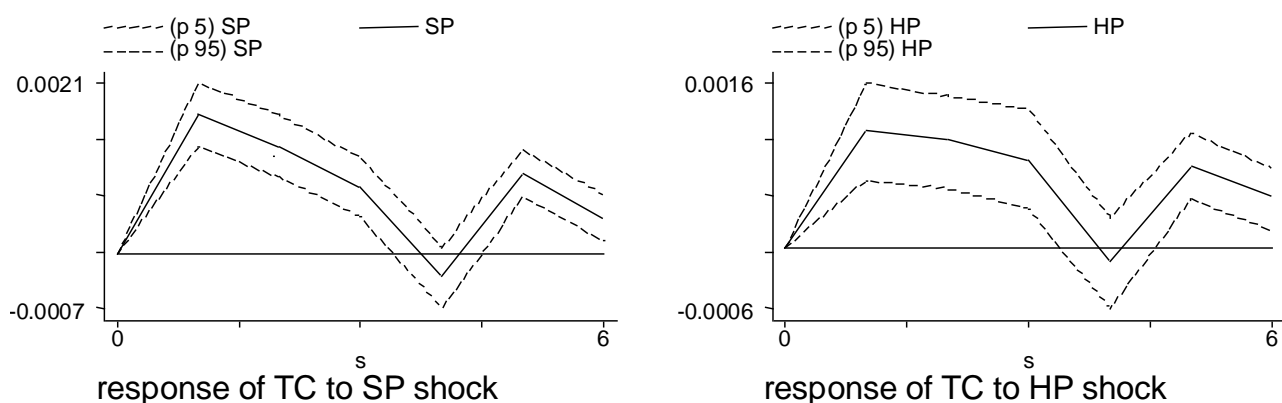 (p 5) SP
SP
(p 95) SP
0.0021
-0.0007
0
6
s
response of TC to SP shock
(p 5) HP
HP
(p 95) HP
0.0016
-0.0006
0
6
s
response of TC to HP shock